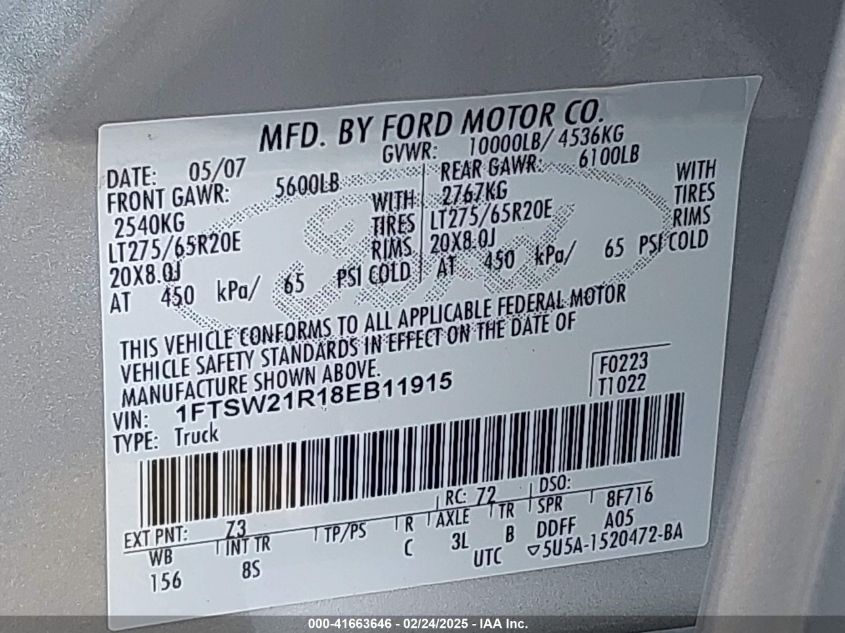 MFD. BY FORD MOTOR CO.
DATE: 05/07 GVWR: 10000LB/ 4536KG
FRONT GAWR: 5600LB REAR GAWR: 6100LB
2540KG WITH 2767KG WITH
LT275/65R20E TIRES LT275/65R20E TIRES
20X8.0J RIMS 20X8.0J RIMS
AT 450 kPa/ 65 PSI COLD AT 450 kPa/ 65 PSI COLD
THIS VEHICLE CONFORMS TO ALL APPLICABLE FEDERAL MOTOR
VEHICLE SAFETY STANDARDS IN EFFECT ON THE DATE OF
MANUFACTURE SHOWN ABOVE.
VIN: 1FTSW21R18EB11915 F0223
TYPE: Truck T1022
EXT PNT: Z3 RC: 72 DSO:
WB INT TR TP/PS R AXLE TR SPR 8F716
156 8S C 3L B DDFF A05
UTC ▽5U5A-1520472-BA
000-41663646 - 02/24/2025 - IAA Inc.